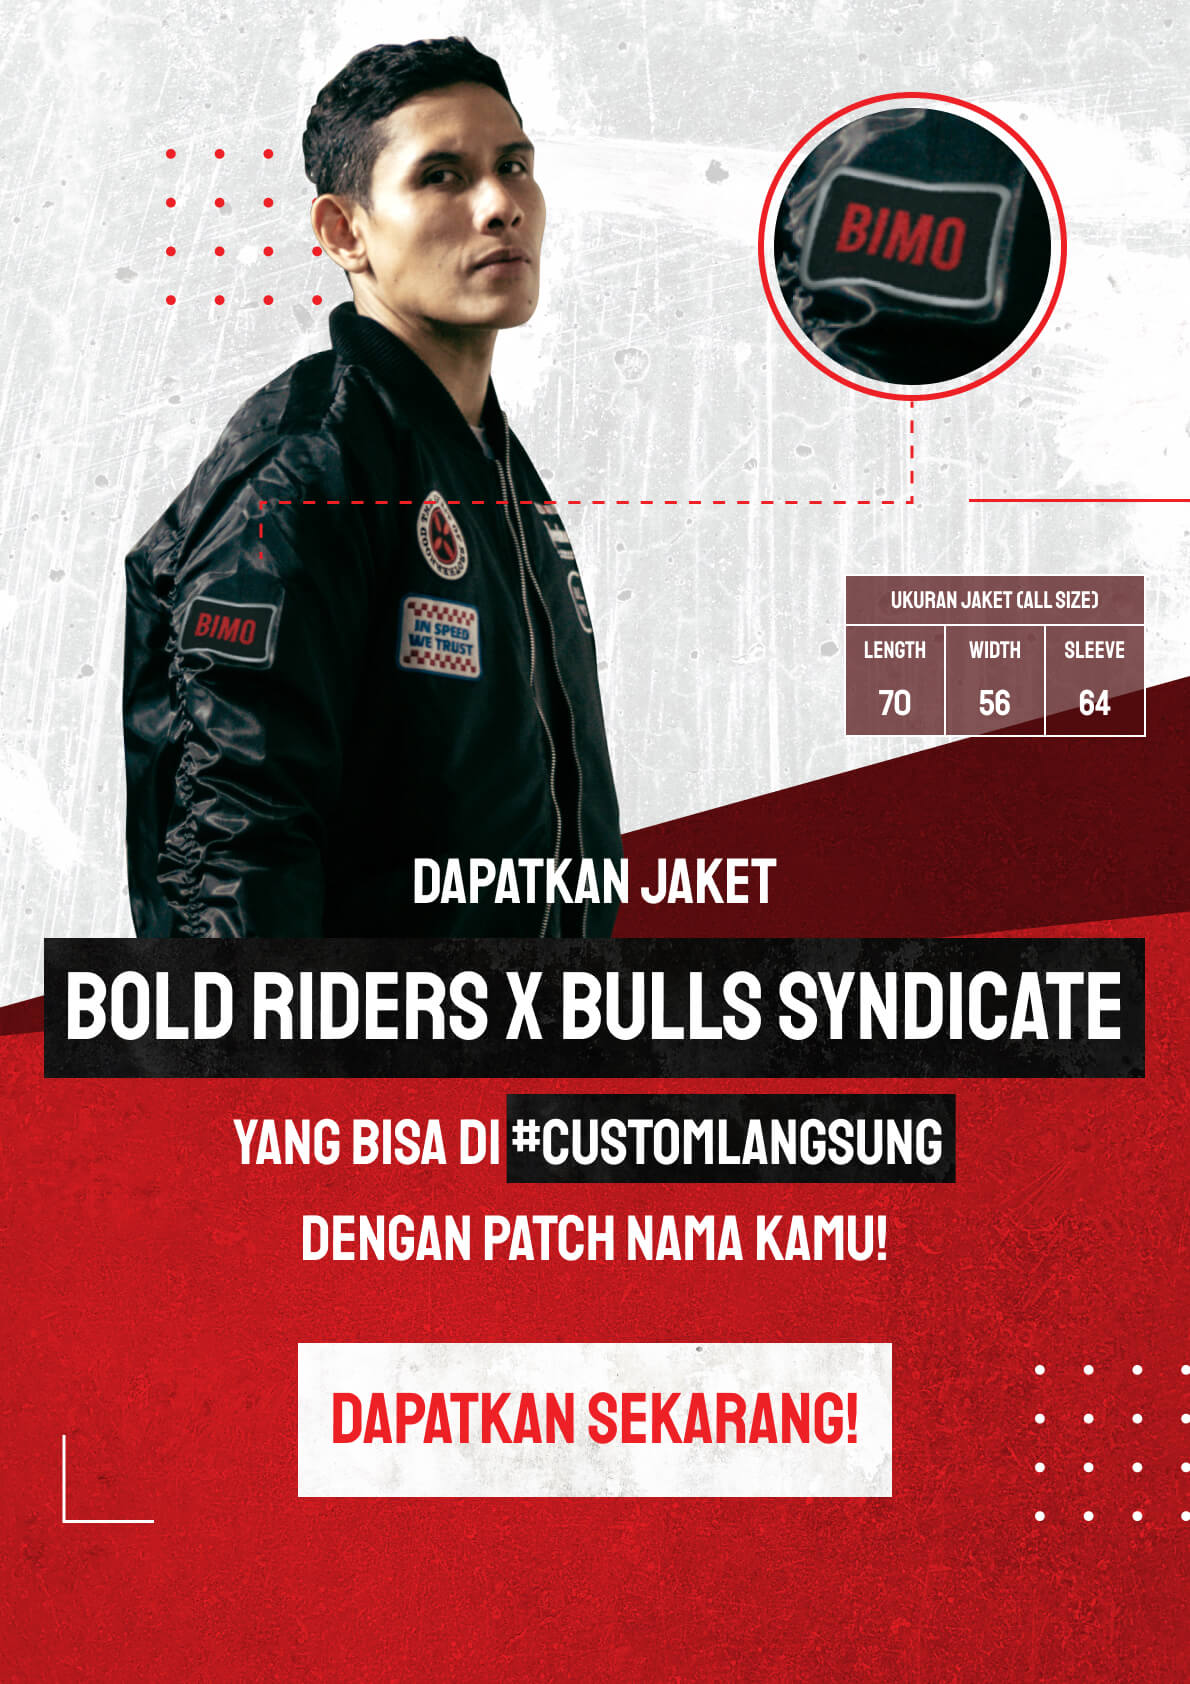 BIMO
BIMO
IN SPEED
WE TRUST
UKURAN JAKET (ALL SIZE)
LENGTH WIDTH SLEEVE
70 56 64
DAPATKAN JAKET
BOLD RIDERS X BULLS SYNDICATE
YANG BISA DI #CUSTOMLANGSUNG
DENGAN PATCH NAMA KAMU!
DAPATKAN SEKARANG!